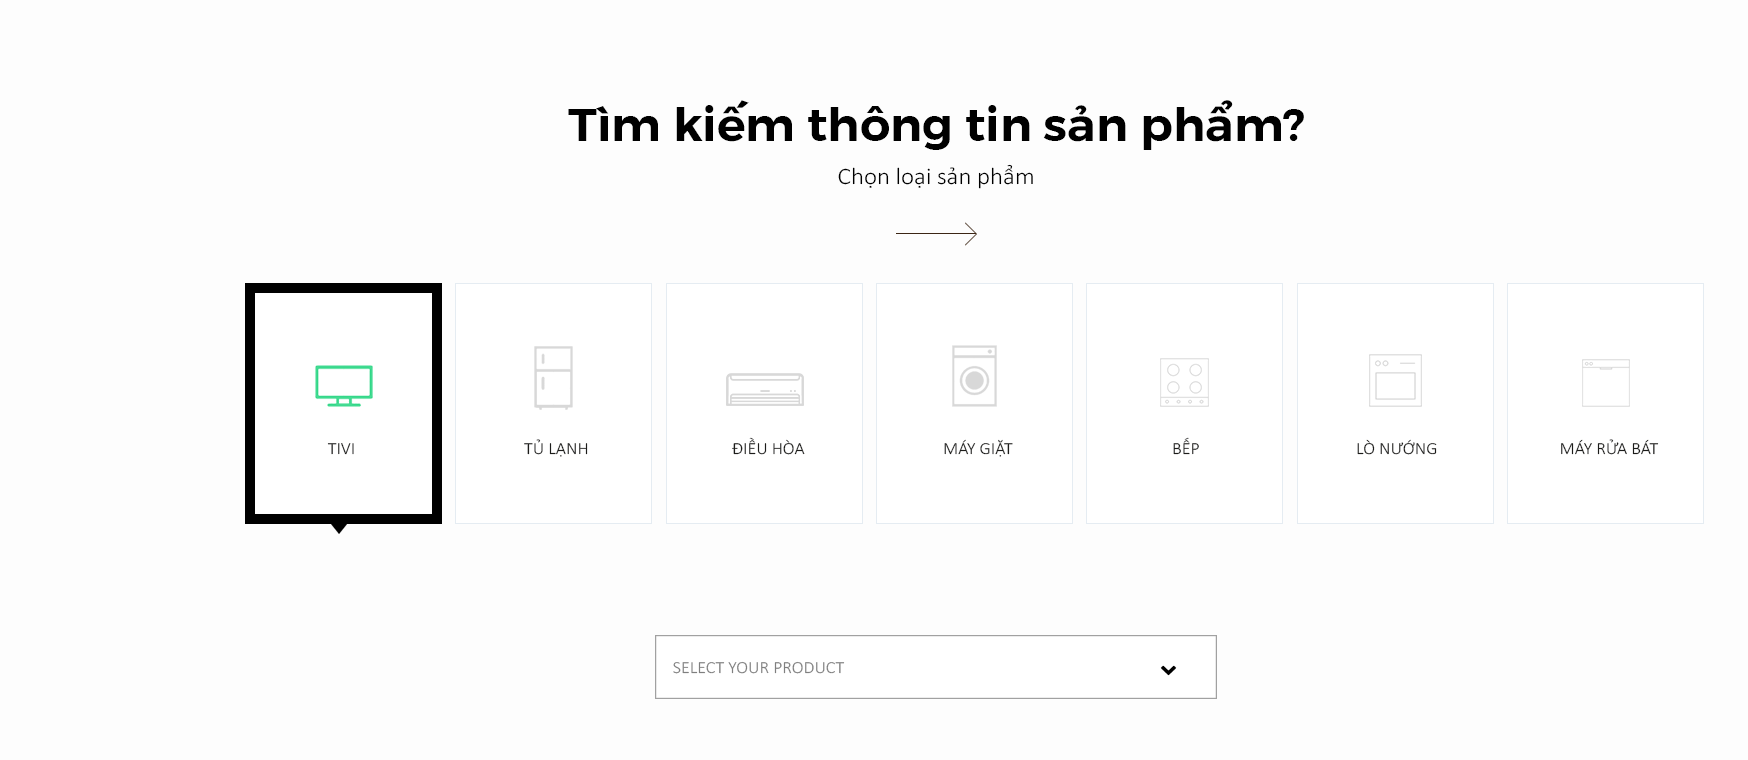 Tìm kiếm thông tin sản phẩm?
Chọn loại sản phẩm
TIVI
TỦ LẠNH
ĐIỀU HÒA
MÁY GIẶT
BẾP
LÒ NƯỚNG
MÁY RỬA BÁT
SELECT YOUR PRODUCT